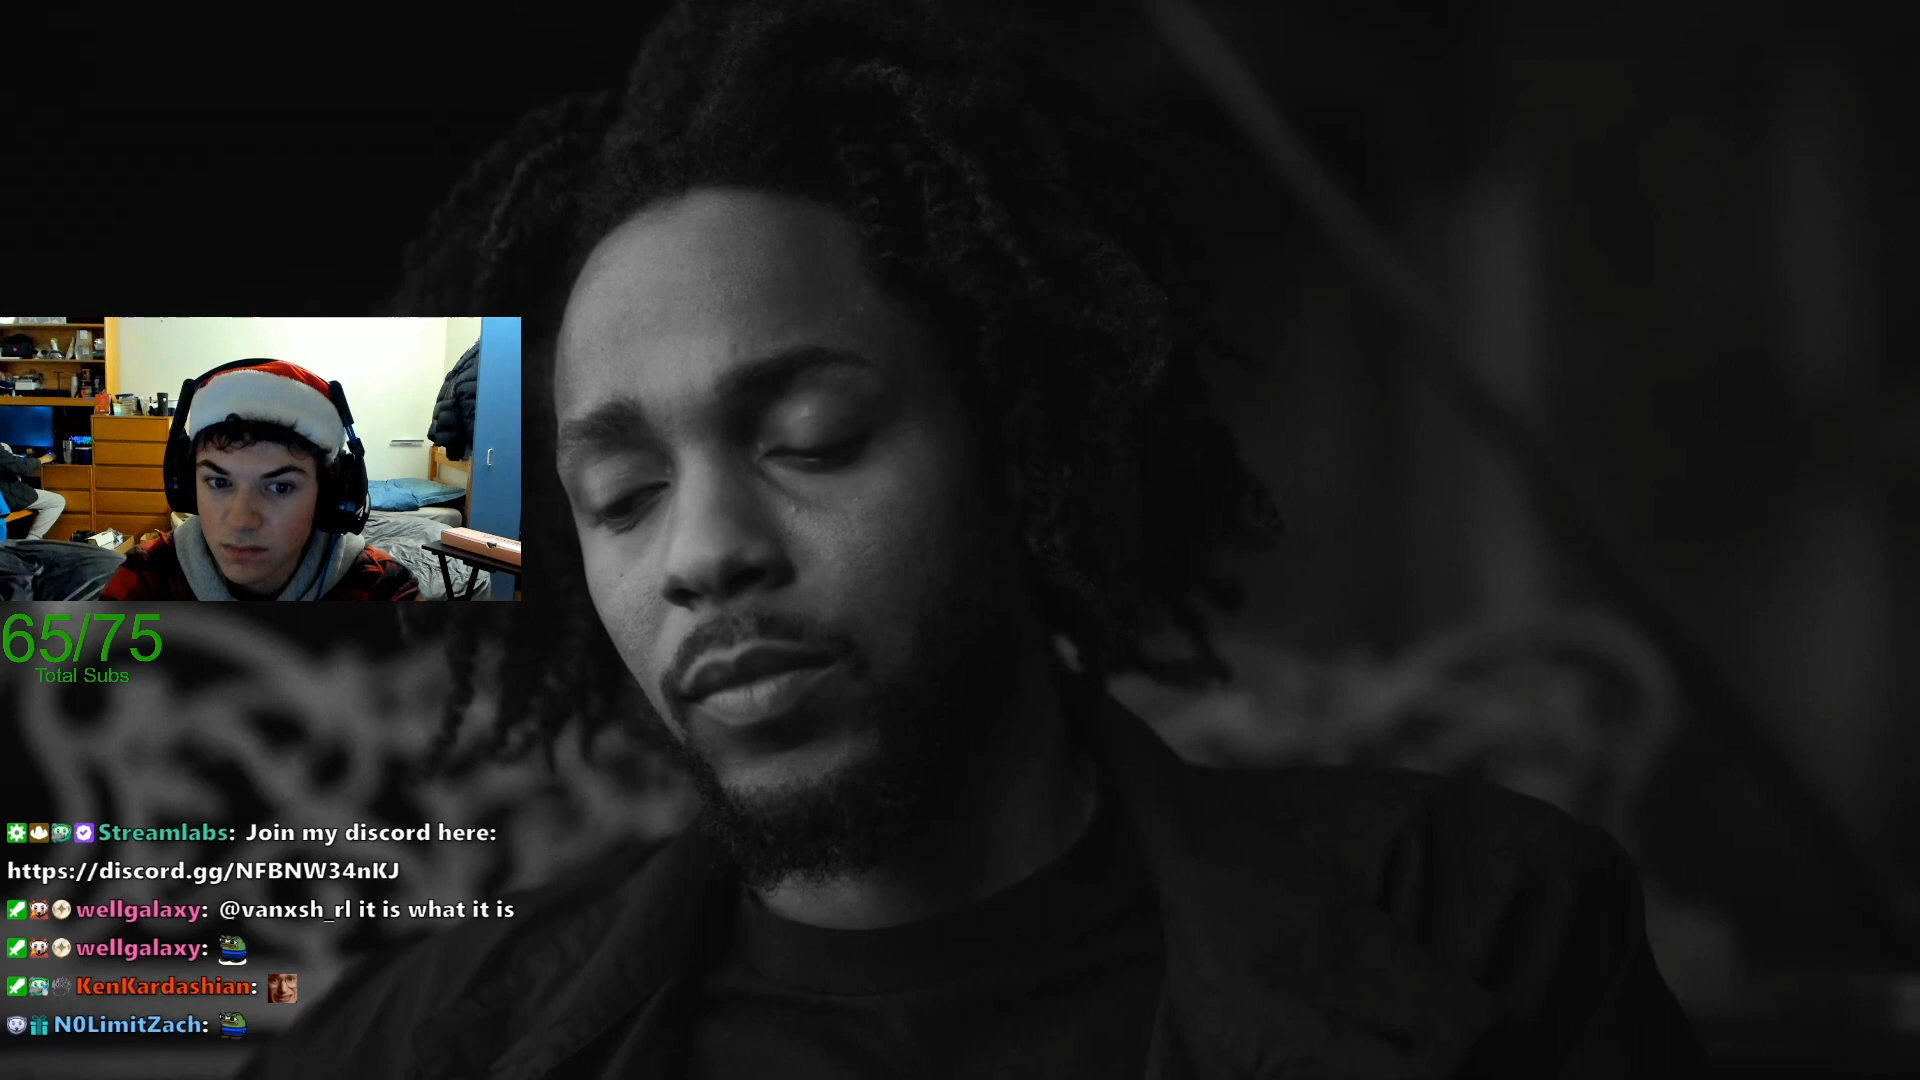 65/75
Total Subs
Streamlabs: Join my discord here:
https://discord.gg/NFBNW34nKJ
wellgalaxy: @vanxsh_rl it is what it is
wellgalaxy:
KenKardashian:
N0LimitZach: